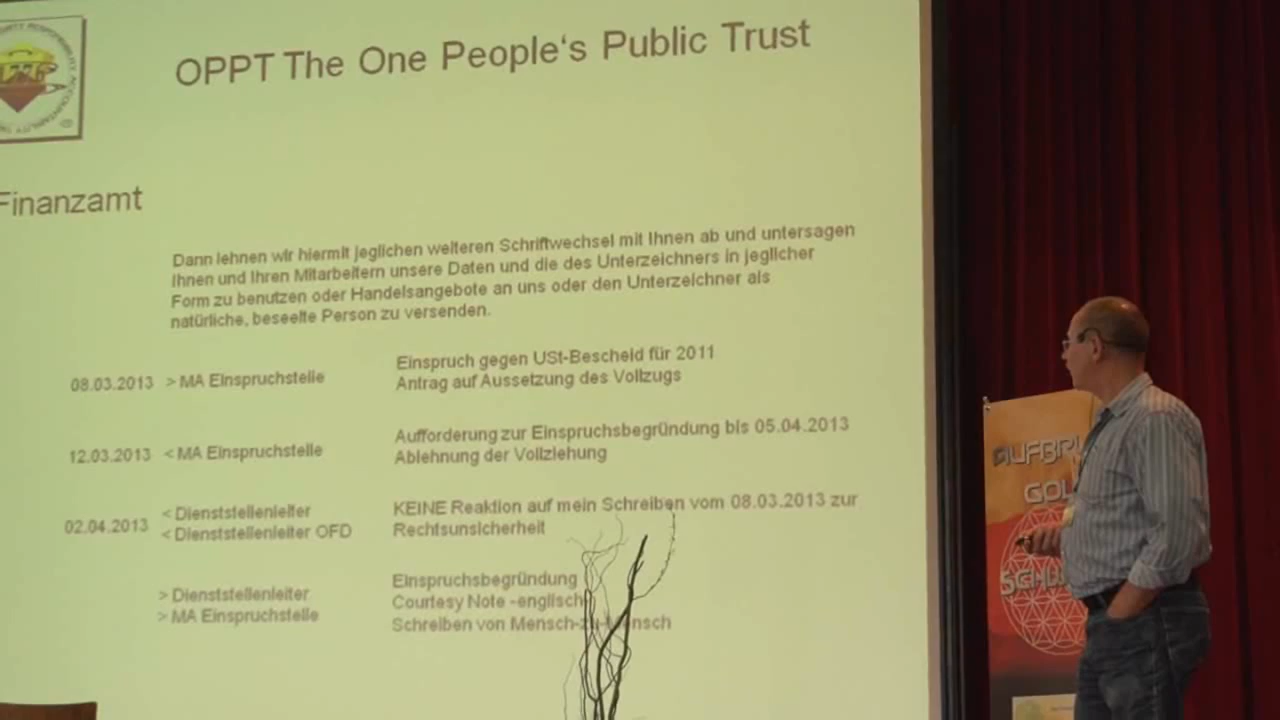 OPPT The One People's Public Trust
Finanzamt
Dann lehnen wir hiermit jeglichen weiteren Schriftwechsel mit Ihnen ab und untersagen
Ihnen und Ihren Mitarbeitern unsere Daten und die des Unterzeichners in jeglicher
Form zu benutzen oder Handelsangebote an uns oder den Unterzeichner als
natürliche, beseelte Person zu versenden.
08.03.2013 > MA Einspruchstelle
Einspruch gegen USt-Bescheid für 2011
Antrag auf Aussetzung des Vollzugs
12.03.2013 < MA Einspruchstelle
Aufforderung zur Einspruchsbegründung bis 05.04.2013
Ablehnung der Vollziehung
02.04.2013
< Dienststellenleiter
< Dienststellenleiter OFD
KEINE Reaktion auf mein Schreiben vom 08.03.2013 zur
Rechtsunsicherheit
> Dienststellenleiter
> MA Einspruchstelle
Einspruchsbegründung
Courtesy Note -englisch
Schreiben von Mensch-zu-Mensch
AUFBRU
GOL
SCHW